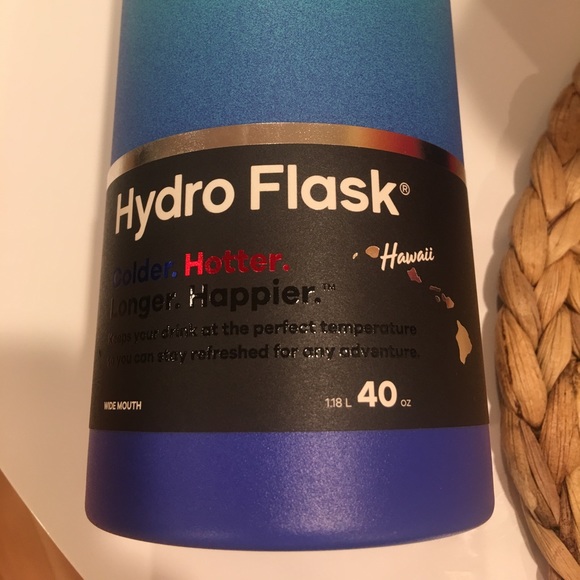 Hydro Flask®
Colder. Hotter.
Hawaii
Longer. Happier.™
your drink at the perfect temperature
you can stay refreshed for any adventure.
WIDE MOUTH
1.18 L 40 oz